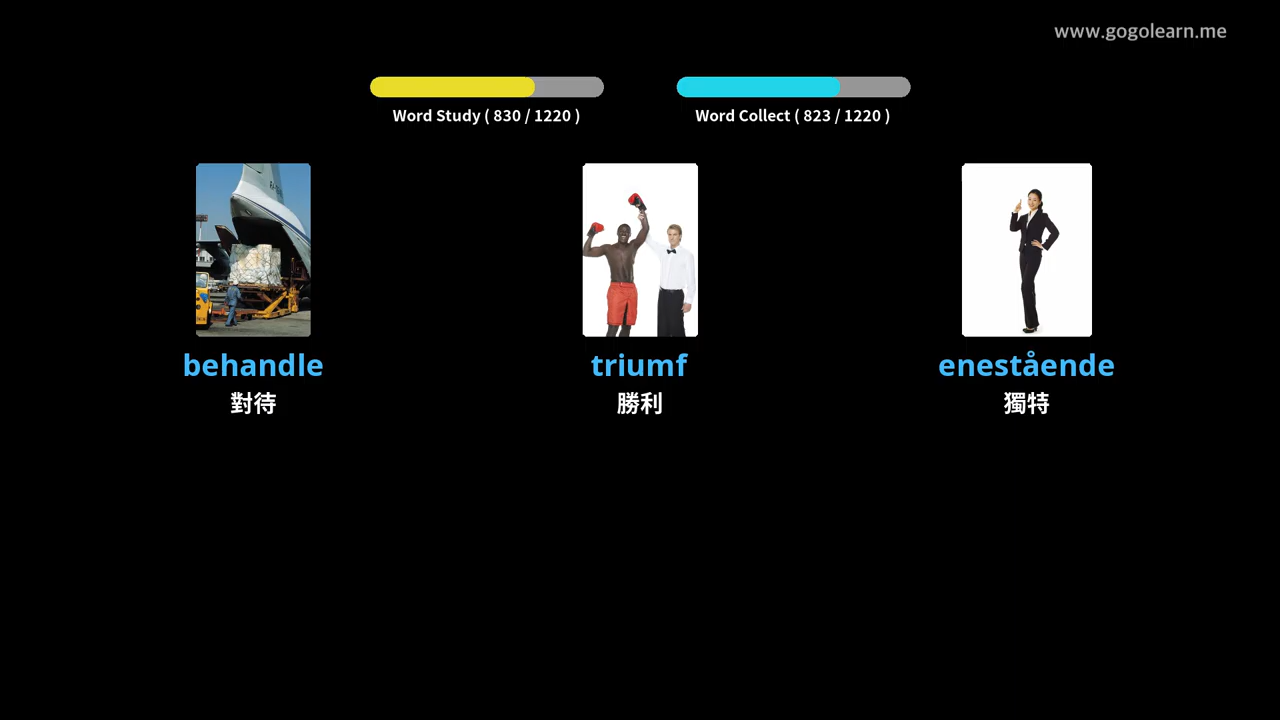 www.gogolearn.me
Word Study ( 830 / 1220 )
Word Collect ( 823 / 1220 )
behandle
triumf
enestående
對待
勝利
獨特